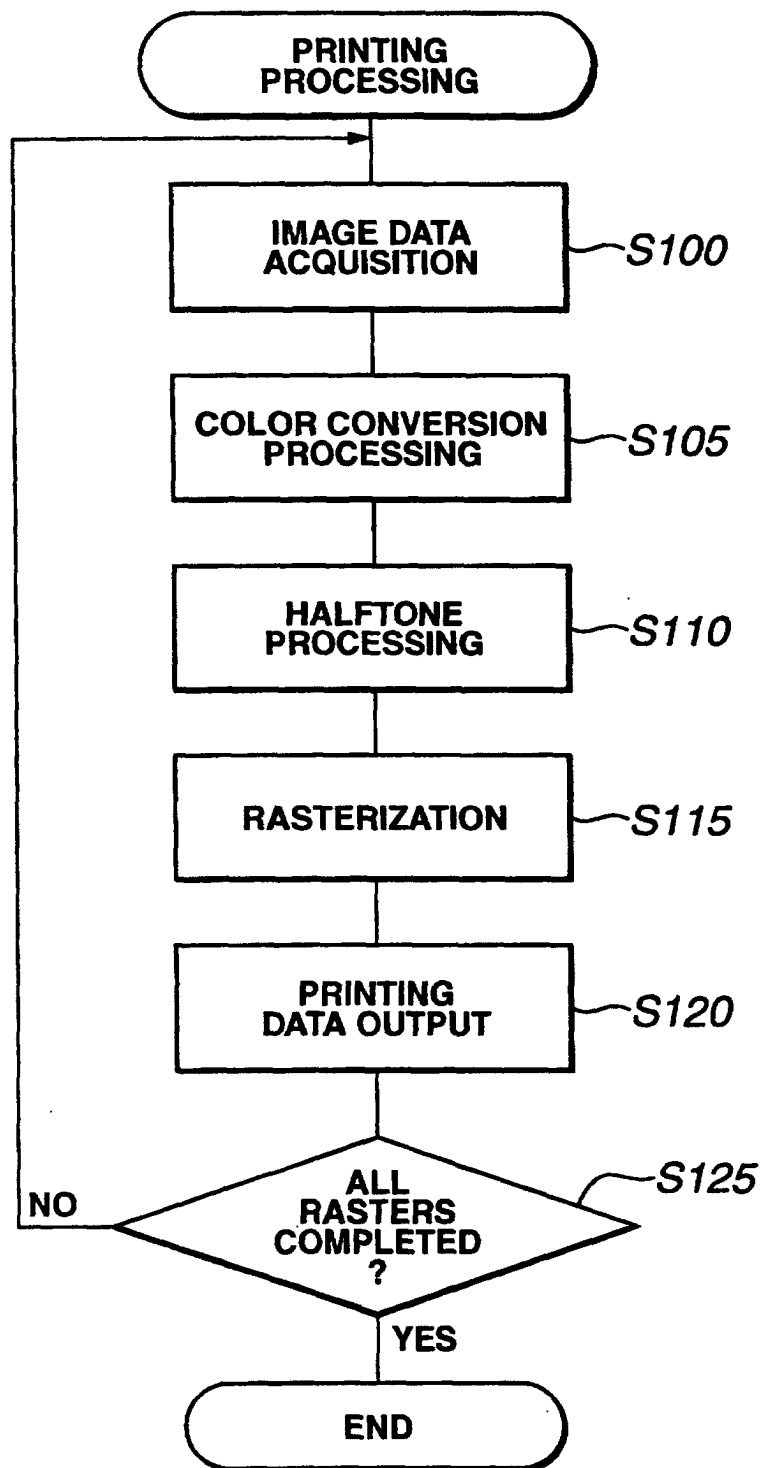 PRINTING
PROCESSING
IMAGE DATA
ACQUISITION
S100
COLOR CONVERSION
PROCESSING
S105
HALFTONE
PROCESSING
S110
RASTERIZATION
S115
PRINTING
DATA OUTPUT
S120
ALL
RASTERS
COMPLETED
?
S125
NO
YES
END